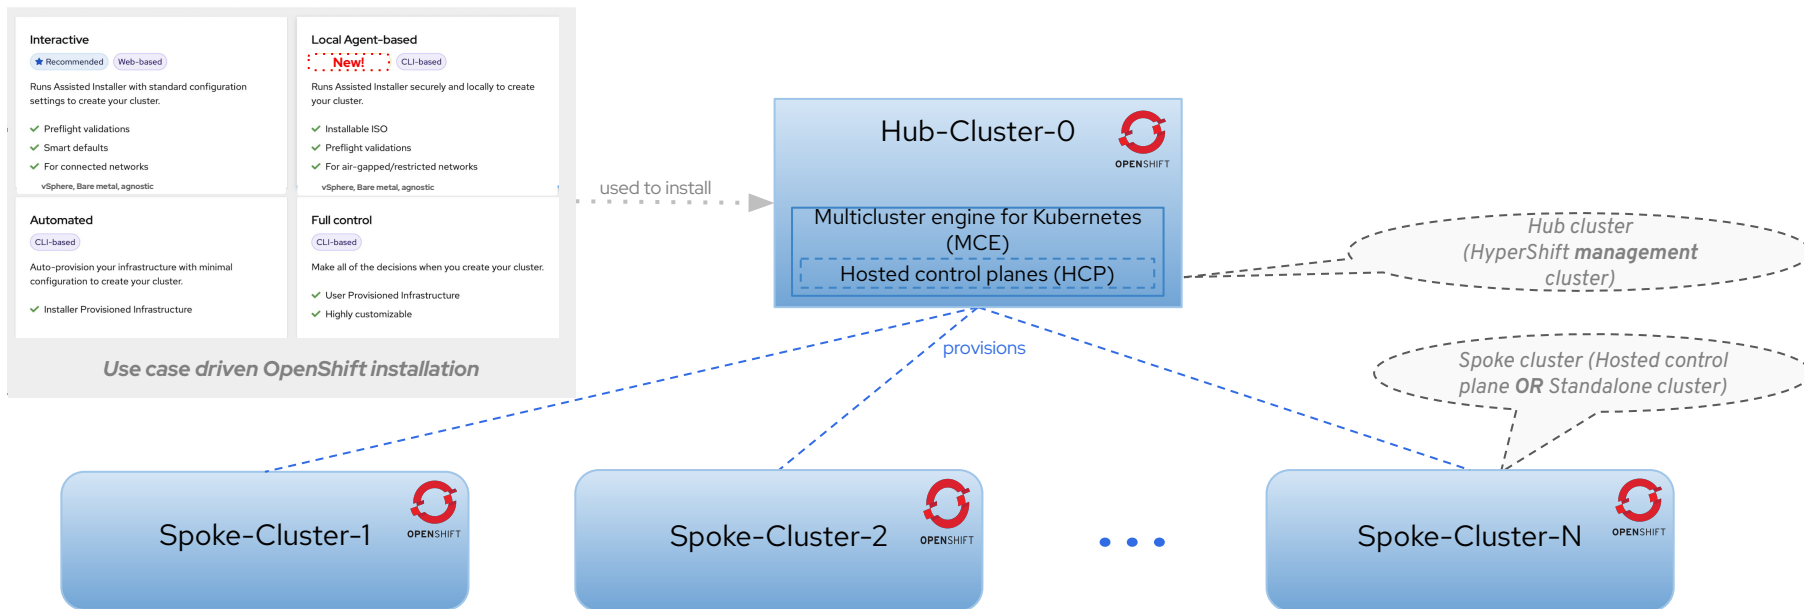 Interactive
Recommended
Web-based
Runs Assisted Installer with standard configuration
settings to create your cluster.
Preflight validations
Smart defaults
For connected networks
vSphere, Bare metal, agnostic
Local Agent-based
New!
CLI-based
Runs Assisted Installer securely and locally to create
your cluster.
Installable ISO
Preflight validations
For air-gapped/restricted networks
vSphere, Bare metal, agnostic
Automated
CLI-based
Auto-provision your infrastructure with minimal
configuration to create your cluster.
Installer Provisioned Infrastructure
Full control
CLI-based
Make all of the decisions when you create your cluster.
User Provisioned Infrastructure
Highly customizable
Use case driven OpenShift installation
used to install
Hub-Cluster-0
OPENSHIFT
Multicluster engine for Kubernetes
(MCE)
Hosted control planes (HCP)
Hub cluster
(HyperShift management
cluster)
provisions
Spoke cluster (Hosted control
plane OR Standalone cluster)
Spoke-Cluster-1
OPENSHIFT
Spoke-Cluster-2
OPENSHIFT
Spoke-Cluster-N
OPENSHIFT